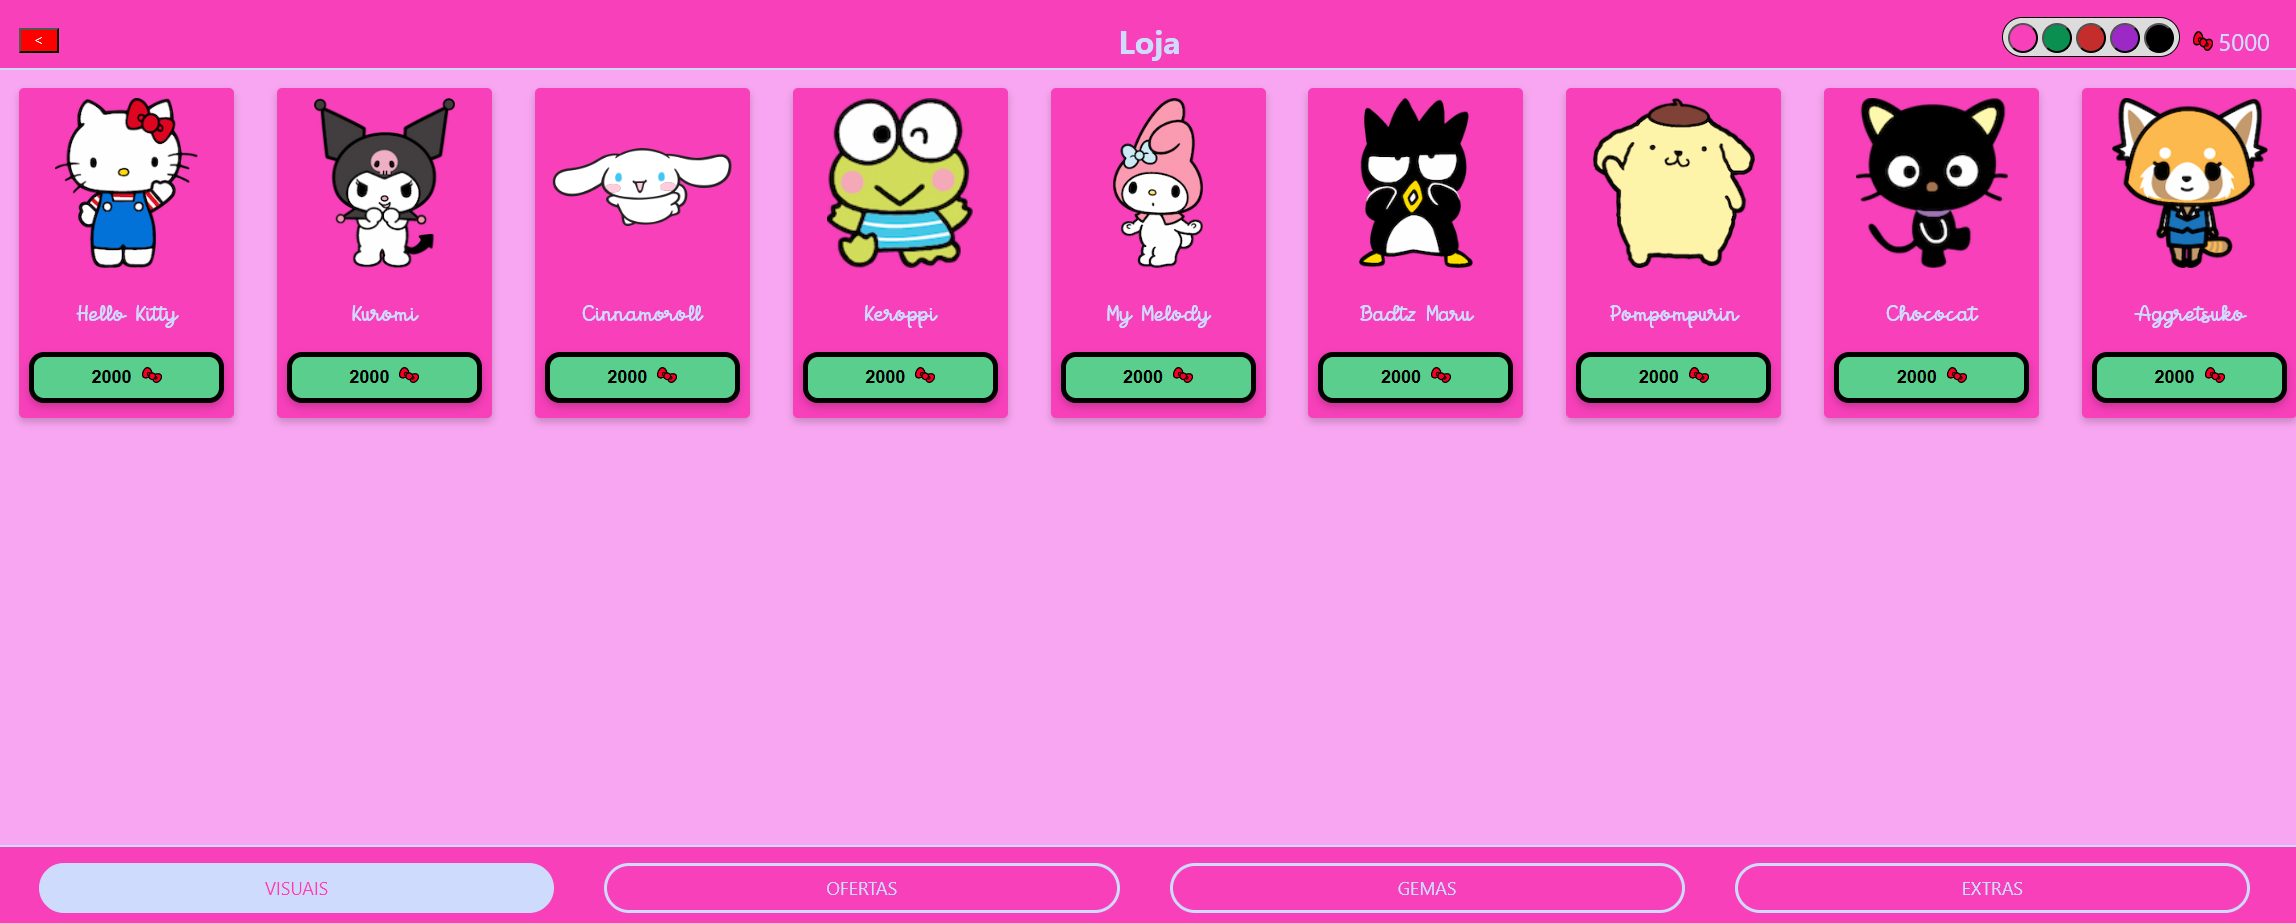 <
Loja
5000
Hello Kitty
Kuromi
Cinnamoroll
Keroppi
My Melody
Badtz Maru
Pompompurin
Chococat
Aggretsuko
2000
2000
2000
2000
2000
2000
2000
2000
2000
VISUAIS
OFERTAS
GEMAS
EXTRAS